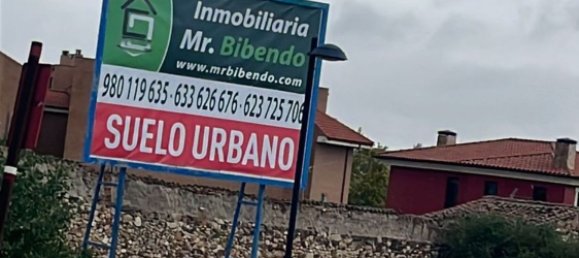 Inmobiliaria
Mr. Bibendo
www.mrbibendo.com
980 119 635 - 633 626 676 - 623 725 706
SUELO URBANO